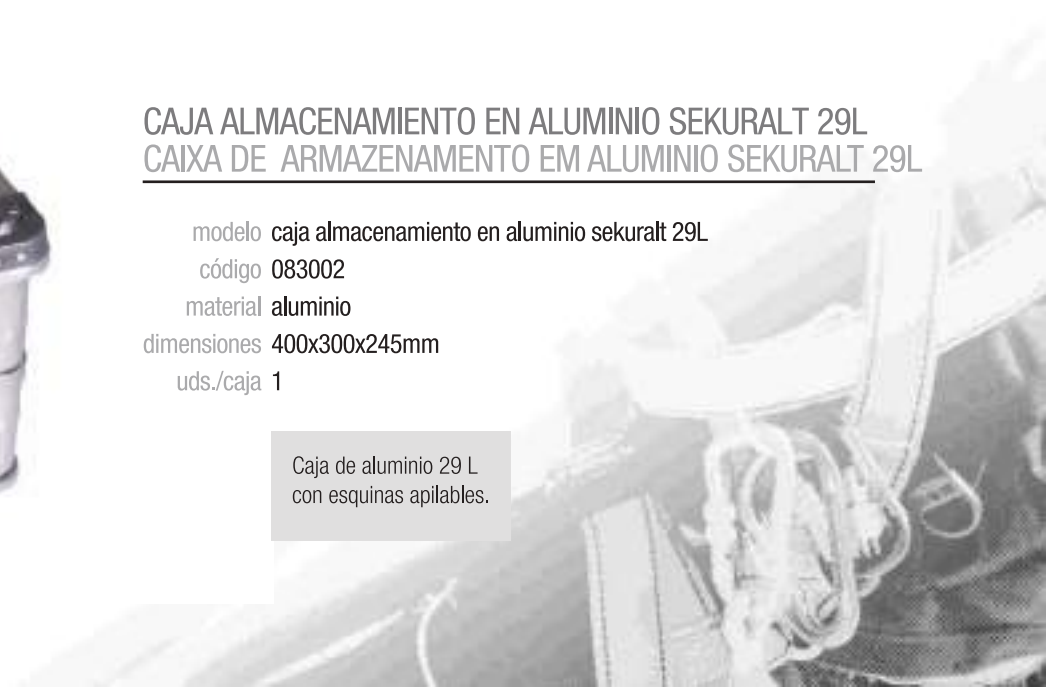 CAJA ALMACENAMIENTO EN ALUMINIO SEKURALT 29L
CAIXA DE ARMAZENAMENTO EM ALUMINIO SEKURALT 29L
modelo caja almacenamiento en aluminio sekuralt 29L
código 083002
material aluminio
dimensiones 400x300x245mm
uds./caja 1
Caja de aluminio 29 L
con esquinas apilables.